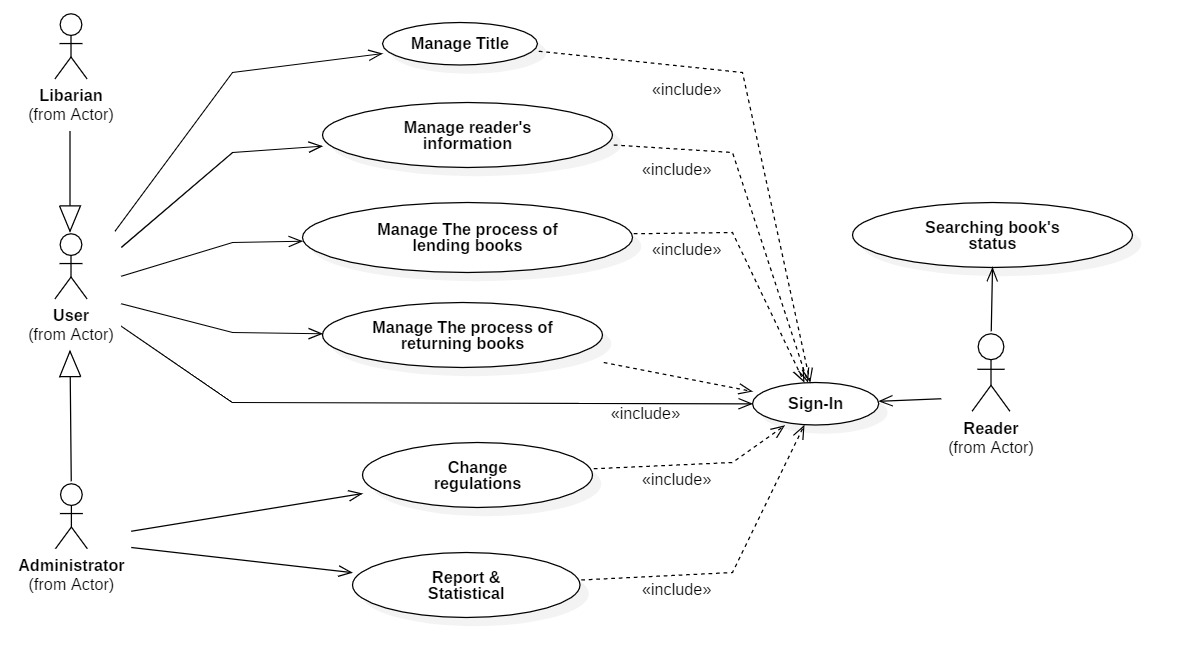 Libarian
(from Actor)
Manage Title
«include»
Manage reader's
information
«include»
Manage The process of
lending books
«include»
Searching book's
status
User
(from Actor)
Manage The process of
returning books
«include»
Sign-In
Reader
(from Actor)
Change
regulations
«include»
Administrator
(from Actor)
Report &
Statistical
«include»